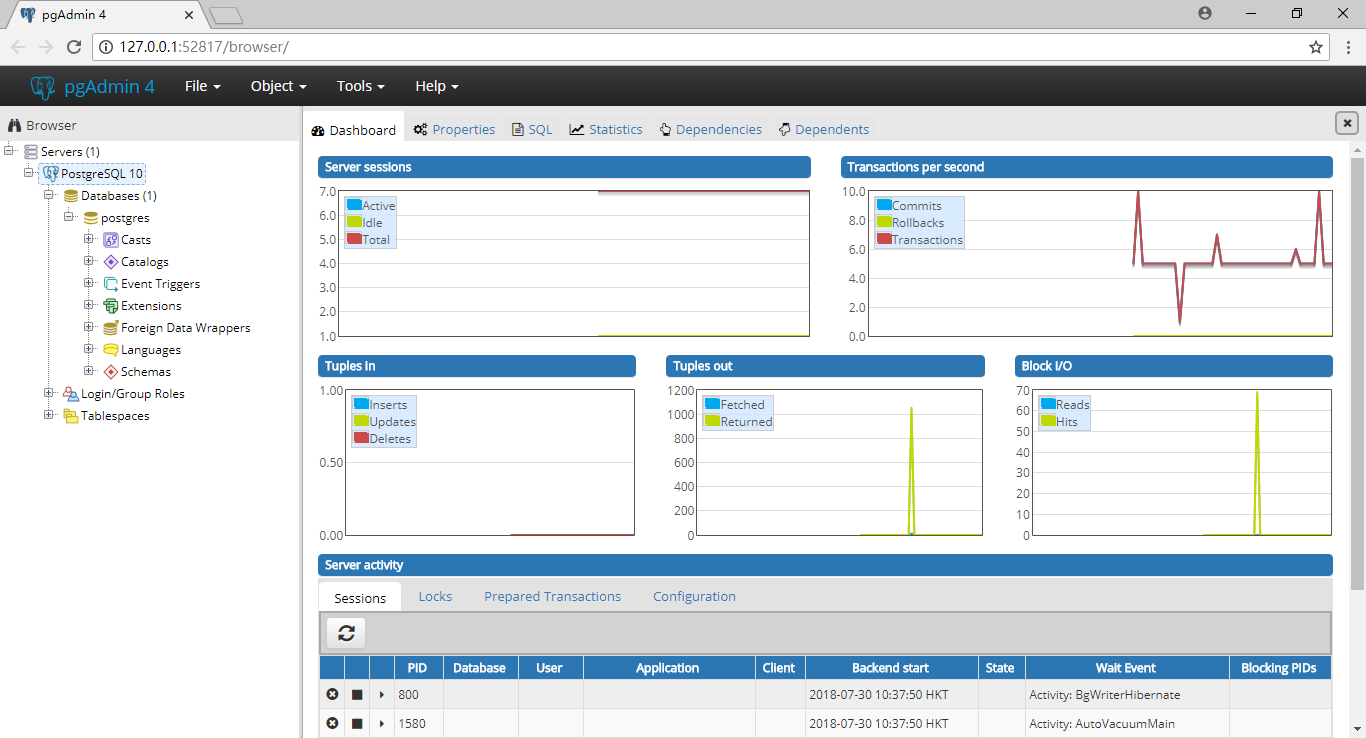 pgAdmin 4
127.0.0.1:52817/browser/
pgAdmin 4 File Object Tools Help
Browser
Servers (1)
PostgreSQL 10
Databases (1)
postgres
Casts
Catalogs
Event Triggers
Extensions
Foreign Data Wrappers
Languages
Schemas
Login/Group Roles
Tablespaces
Dashboard Properties SQL Statistics Dependencies Dependents
Server sessions
7.0
6.0
5.0
4.0
3.0
2.0
1.0
Active
Idle
Total
Transactions per second
10.0
8.0
6.0
4.0
2.0
0.0
Commits
Rollbacks
Transactions
Tuples in
1.00
0.50
0.00
Inserts
Updates
Deletes
Tuples out
1200
1000
800
600
400
200
0
Fetched
Returned
Block I/O
70
60
50
40
30
20
10
0
Reads
Hits
Server activity
Sessions Locks Prepared Transactions Configuration
PID Database User Application Client Backend start State Wait Event Blocking PIDs
800 2018-07-30 10:37:50 HKT Activity: BgWriterHibernate
1580 2018-07-30 10:37:50 HKT Activity: AutoVacuumMain